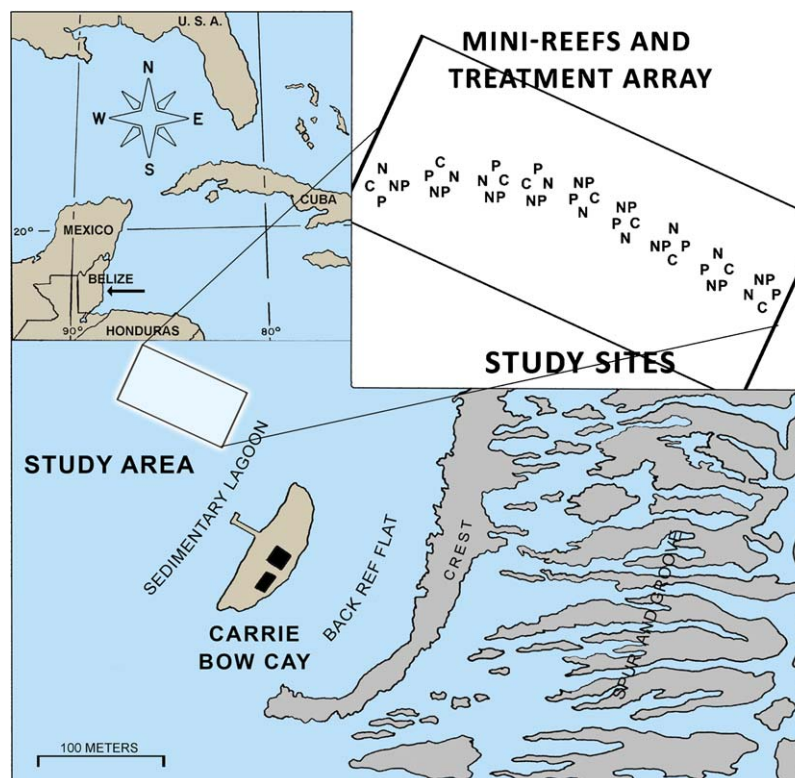 U. S. A.
N
W E
S
CUBA
20°
MEXICO
BELIZE
HONDURAS
90° 80°
MINI-REEFS AND
TREATMENT ARRAY
N
C NP
P
C
P N
NP
P
N C
NP
P
C N
NP
NP
P C
N
NP
P C
N
N
NP P
C
N
P C
NP
NP
N P
C
STUDY SITES
STUDY AREA
SEDIMENTARY LAGOON
CARRIE
BOW CAY
BACK REF FLAT
CREST
SPUR AND GROOVE
100 METERS